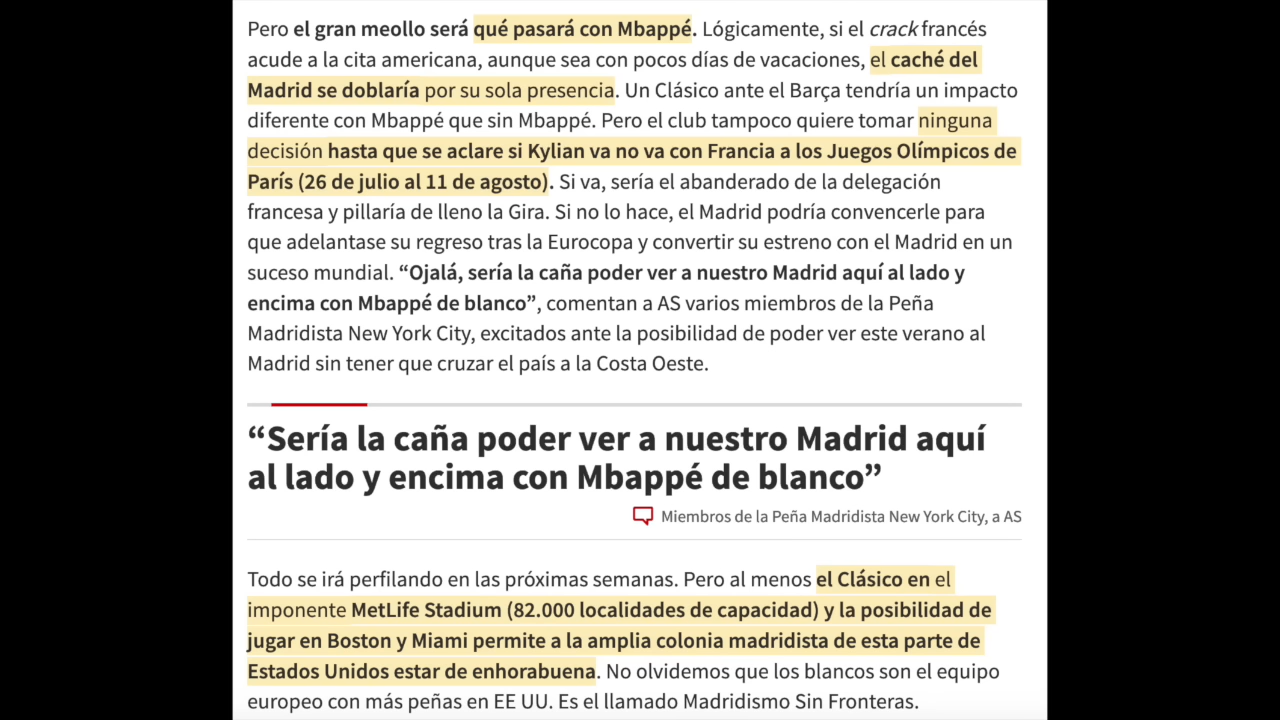 Pero el gran meollo será qué pasará con Mbappé. Lógicamente, si el crack francés
acude a la cita americana, aunque sea con pocos días de vacaciones, el caché del
Madrid se doblaría por su sola presencia. Un Clásico ante el Barça tendría un impacto
diferente con Mbappé que sin Mbappé. Pero el club tampoco quiere tomar ninguna
decisión hasta que se aclare si Kylian va no va con Francia a los Juegos Olímpicos de
París (26 de julio al 11 de agosto). Si va, sería el abanderado de la delegación
francesa y pillaría de lleno la Gira. Si no lo hace, el Madrid podría convencerle para
que adelantase su regreso tras la Eurocopa y convertir su estreno con el Madrid en un
suceso mundial. “Ojalá, sería la caña poder ver a nuestro Madrid aquí al lado y
encima con Mbappé de blanco”, comentan a AS varios miembros de la Peña
Madridista New York City, excitados ante la posibilidad de poder ver este verano al
Madrid sin tener que cruzar el país a la Costa Oeste.
“Sería la caña poder ver a nuestro Madrid aquí
al lado y encima con Mbappé de blanco”
Miembros de la Peña Madridista New York City, a AS
Todo se irá perfilando en las próximas semanas. Pero al menos el Clásico en el
imponente MetLife Stadium (82.000 localidades de capacidad) y la posibilidad de
jugar en Boston y Miami permite a la amplia colonia madridista de esta parte de
Estados Unidos estar de enhorabuena. No olvidemos que los blancos son el equipo
europeo con más peñas en EE UU. Es el llamado Madridismo Sin Fronteras.